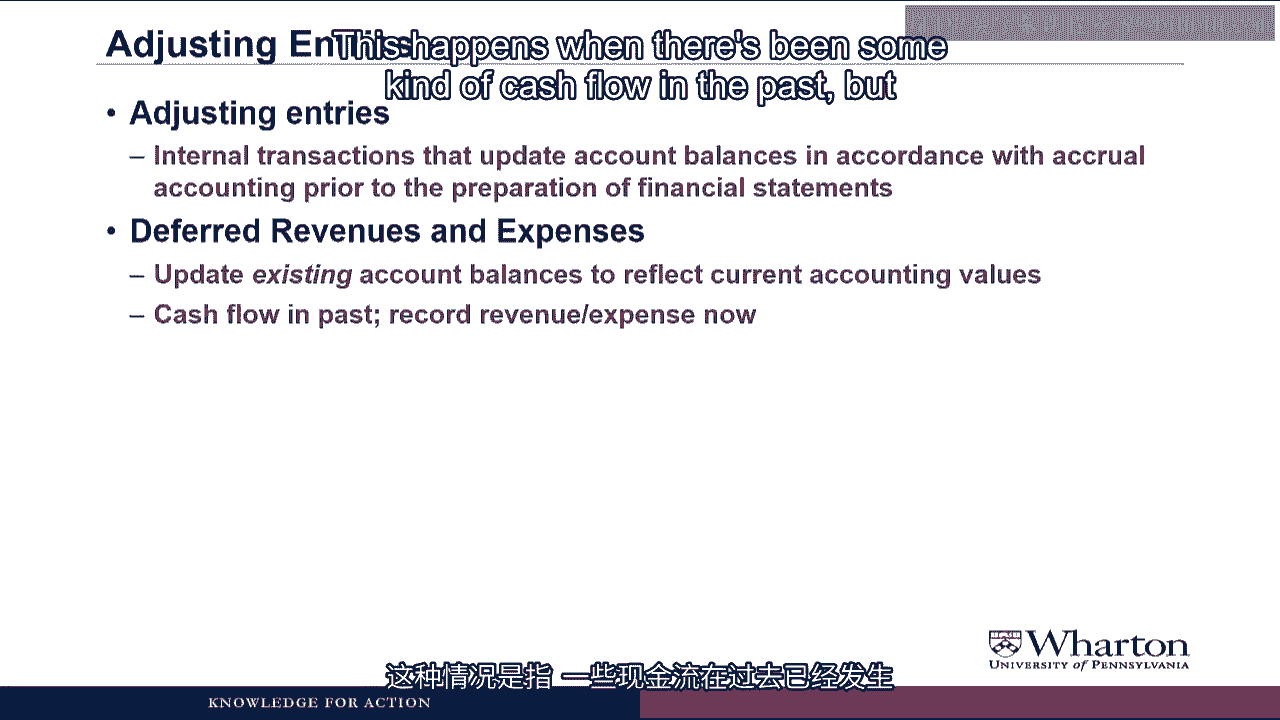 Adjusting Entries
This happens when there's been some
kind of cash flow in the past, but
• Adjusting entries
– Internal transactions that update account balances in accordance with accrual
accounting prior to the preparation of financial statements
• Deferred Revenues and Expenses
– Update existing account balances to reflect current accounting values
– Cash flow in past; record revenue/expense now
Wharton
UNIVERSITY of PENNSYLVANIA
这种情况是指 一些现金流在过去已经发生
KNOWLEDGE FOR ACTION